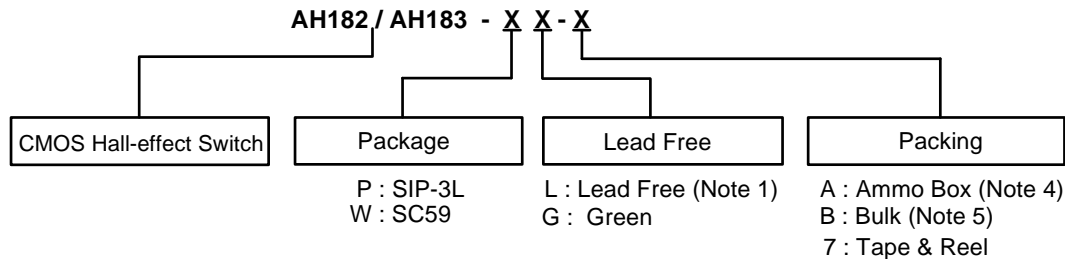 AH182 / AH183 - X X - X
CMOS Hall-effect Switch
Package
Lead Free
Packing
P : SIP-3L
W : SC59
L : Lead Free (Note 1)
G : Green
A : Ammo Box (Note 4)
B : Bulk (Note 5)
7 : Tape & Reel